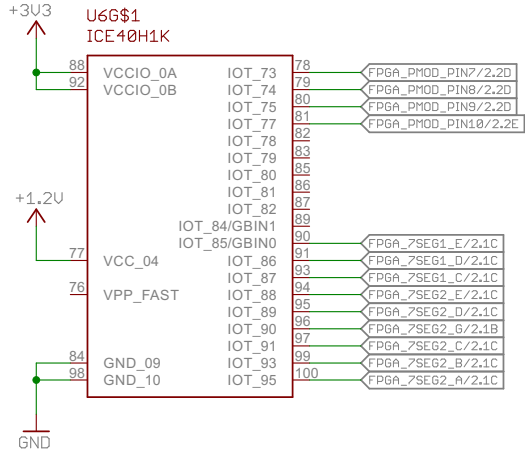 +3V3
U6G$1
ICE40H1K
88 VCCIO_0A IOT_73 78 FPGA_PMOD_PIN7/2.2D
92 VCCIO_0B IOT_74 79 FPGA_PMOD_PIN8/2.2D
IOT_75 80 FPGA_PMOD_PIN9/2.2D
IOT_77 81 FPGA_PMOD_PIN10/2.2E
IOT_78 82
IOT_79 83
IOT_80 85
IOT_81 86
IOT_82 87
+1.2V
IOT_84/GBIN1 89
IOT_85/GBIN0 90 FPGA_7SEG1_E/2.1C
77 VCC_04 IOT_86 91 FPGA_7SEG1_D/2.1C
IOT_87 93 FPGA_7SEG1_C/2.1C
76 VPP_FAST IOT_88 94 FPGA_7SEG2_E/2.1C
IOT_89 95 FPGA_7SEG2_D/2.1C
IOT_90 96 FPGA_7SEG2_G/2.1B
IOT_91 97 FPGA_7SEG2_C/2.1C
84 GND_09 IOT_93 99 FPGA_7SEG2_B/2.1C
98 GND_10 IOT_95 100 FPGA_7SEG2_A/2.1C
GND